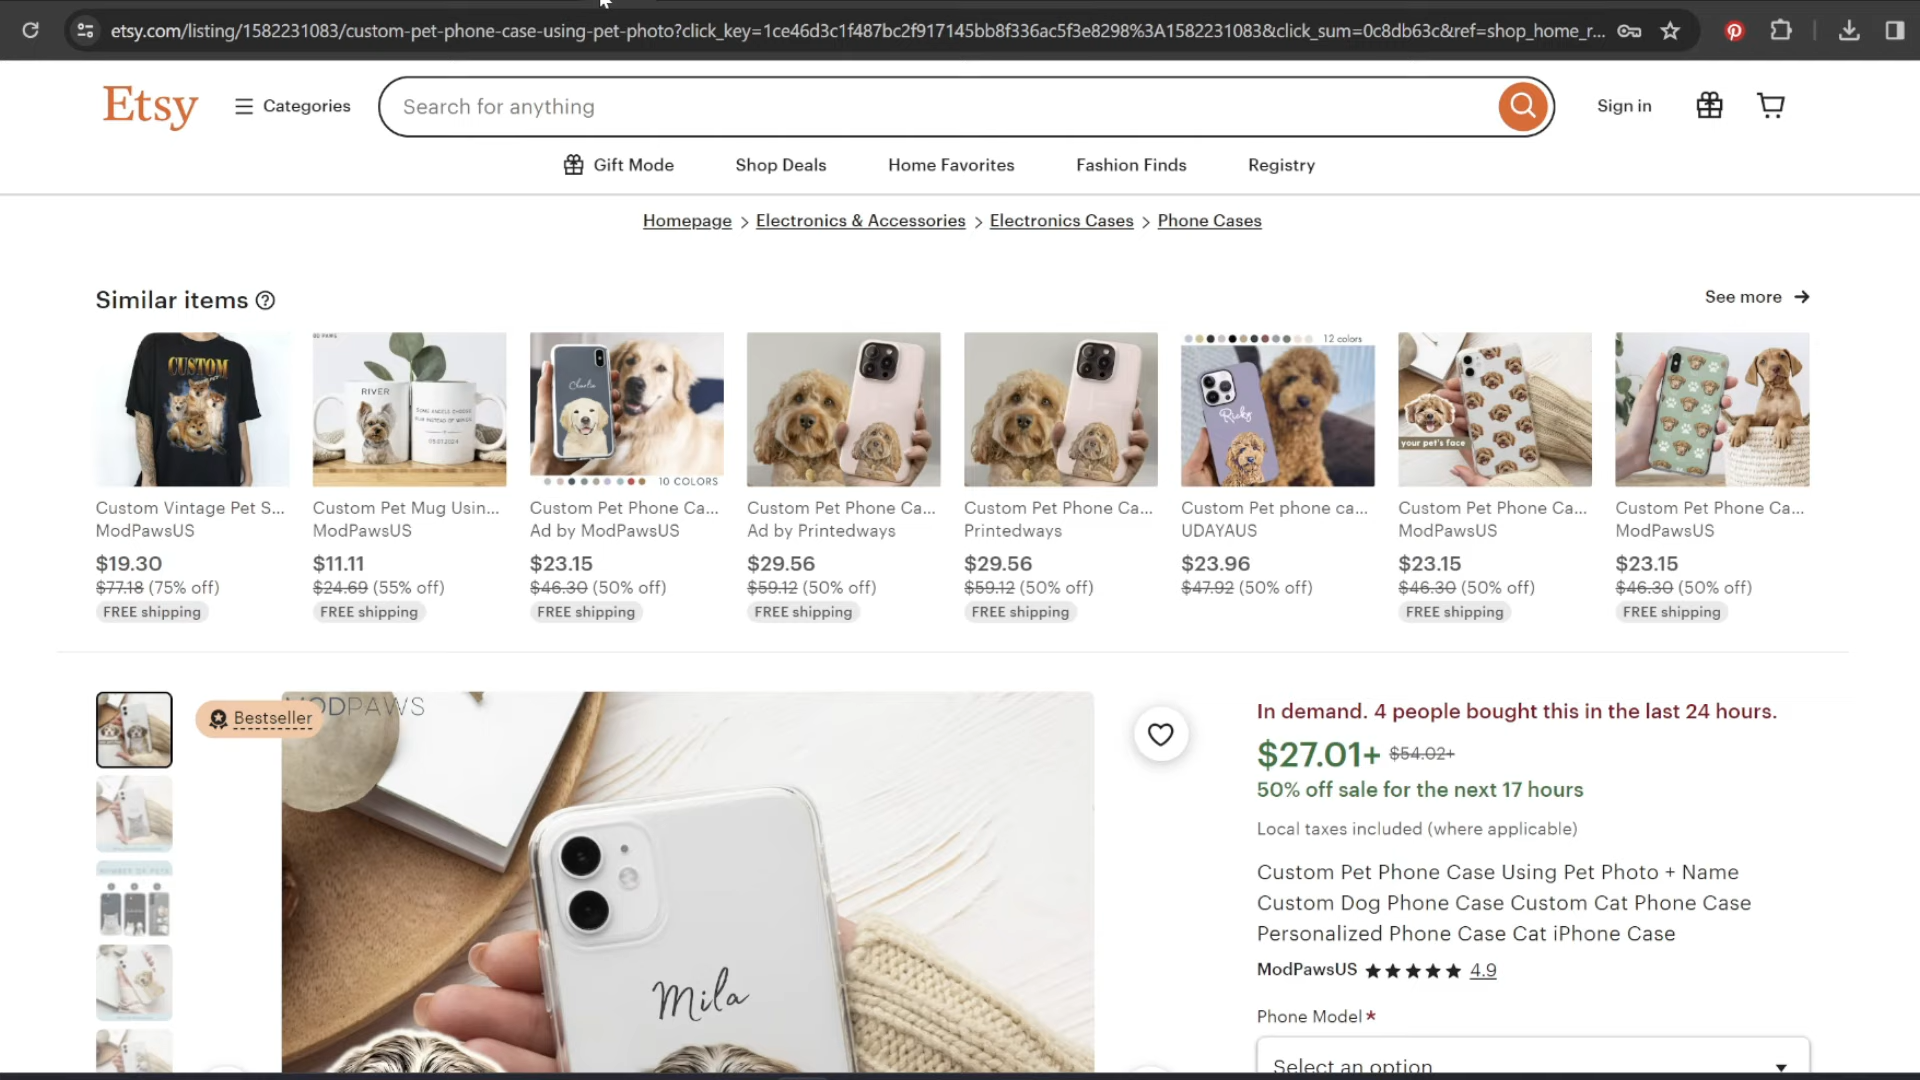 etsy.com/listing/1582231083/custom-pet-phone-case-using-pet-photo?click_key=1ce46d3c1f487bc2f917145bb8f336ac5f3e8298%3A1582231083&click_sum=0c8db63c&ref=shop_home_r...
Etsy
Categories
Search for anything
Sign in
Gift Mode
Shop Deals
Home Favorites
Fashion Finds
Registry
Homepage > Electronics & Accessories > Electronics Cases > Phone Cases
Similar items
See more
CUSTOM
RIVER
Charlie
10 COLORS
12 colors
Ricky
your pet's face
Custom Vintage Pet S...
ModPawsUS
$19.30
$77.18 (75% off)
FREE shipping
Custom Pet Mug Usin...
ModPawsUS
$11.11
$24.69 (55% off)
FREE shipping
Custom Pet Phone Ca...
Ad by ModPawsUS
$23.15
$46.30 (50% off)
FREE shipping
Custom Pet Phone Ca...
Ad by Printedways
$29.56
$59.12 (50% off)
FREE shipping
Custom Pet Phone Ca...
Printedways
$29.56
$59.12 (50% off)
FREE shipping
Custom Pet phone ca...
UDAYAUS
$23.96
$47.92 (50% off)
Custom Pet Phone Ca...
ModPawsUS
$23.15
$46.30 (50% off)
FREE shipping
Custom Pet Phone Ca...
ModPawsUS
$23.15
$46.30 (50% off)
FREE shipping
Bestseller
MODPAWS
Mila
In demand. 4 people bought this in the last 24 hours.
$27.01+ $54.02+
50% off sale for the next 17 hours
Local taxes included (where applicable)
Custom Pet Phone Case Using Pet Photo + Name
Custom Dog Phone Case Custom Cat Phone Case
Personalized Phone Case Cat iPhone Case
ModPawsUS ★★★★★ 4.9
Phone Model *
Select an option